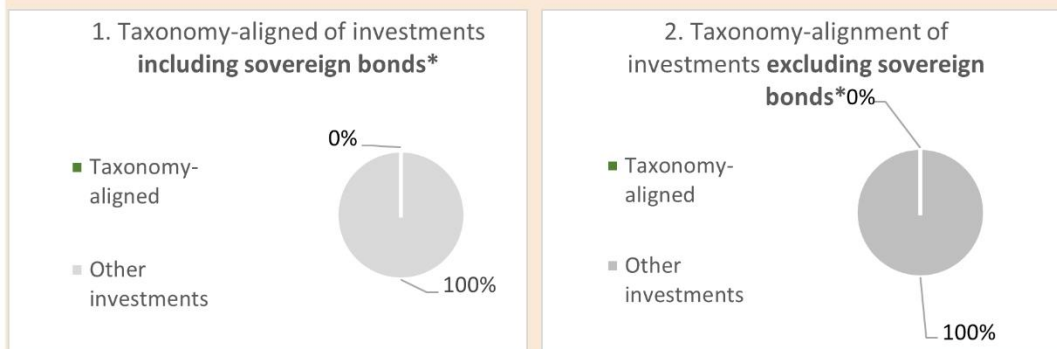 1. Taxonomy-aligned of investments
including sovereign bonds*
0%
Taxonomy-
aligned
Other
investments
100%
2. Taxonomy-alignment of
investments excluding sovereign
bonds*0%
Taxonomy-
aligned
Other
investments
100%